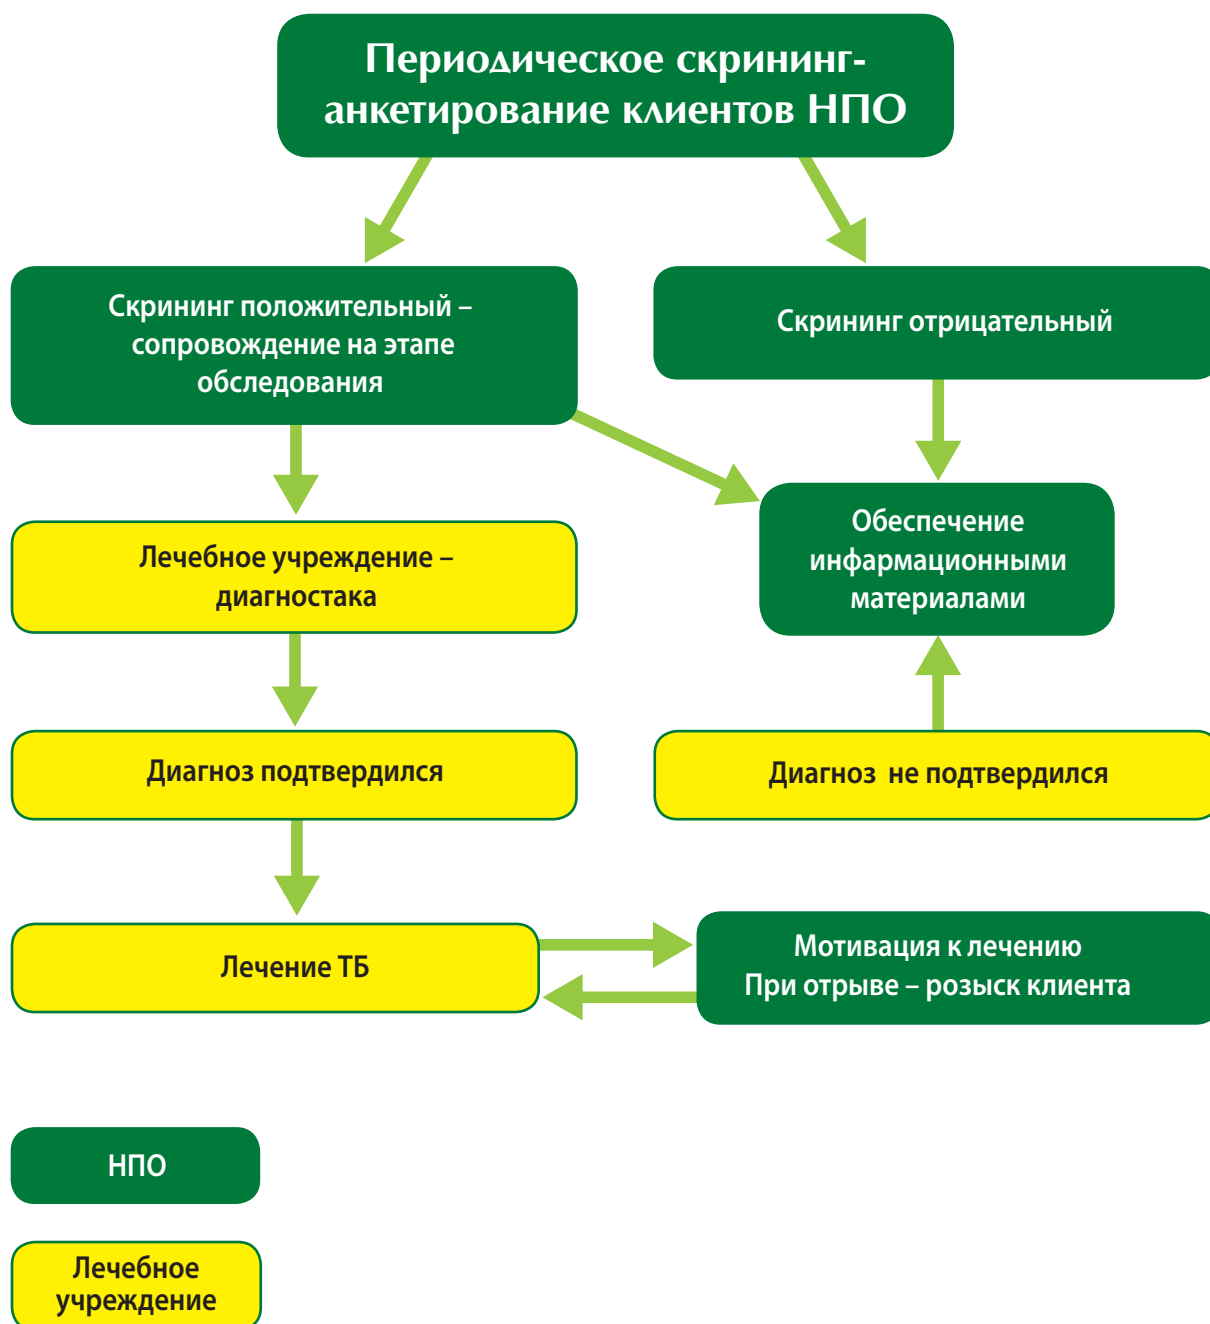 Периодическое скрининг-
анкетирование клиентов НПО
Скрининг положительный –
сопровождение на этапе
обследования
Скрининг отрицательный
Лечебное учреждение –
диагностака
Обеспечение
инфармационными
материалами
Диагноз подтвердился
Диагноз не подтвердился
Лечение ТБ
Мотивация к лечению
При отрыве – розыск клиента
НПО
Лечебное
учреждение